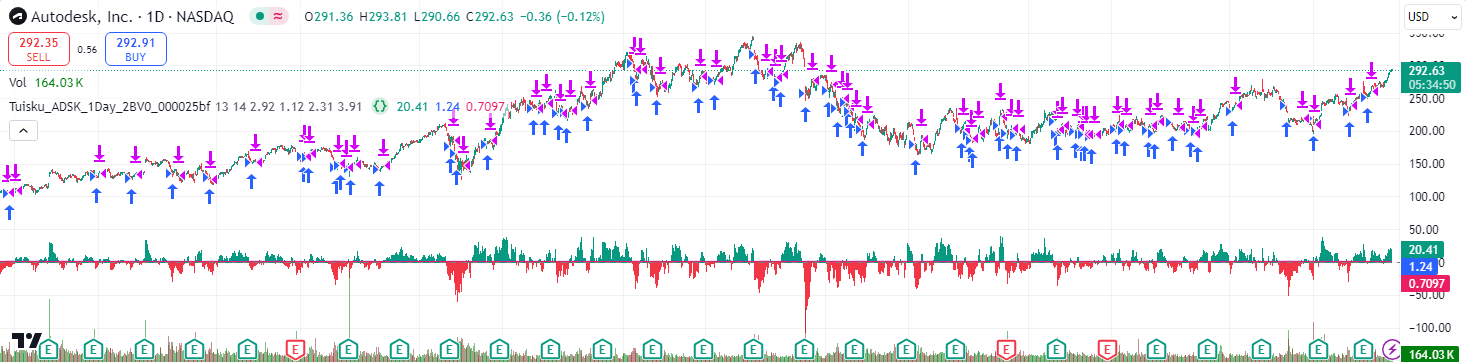 Autodesk, Inc. · 1D · NASDAQ O291.36 H293.81 L290.66 C292.63 −0.36 (−0.12%)
USD
292.35 0.56 292.91
SELL BUY
Vol 164.03 K
Tuisku_ADSK_1Day_2BV0_000025bf 13 14 2.92 1.12 2.31 3.91 {} 20.41 1.24 0.7097
292.63
05:34:50
250.00
200.00
150.00
100.00
50.00
20.41
1.24
0.7097
−50.00
−100.00
E E E E E E E E E E E E E E E E E E E E E E E E E E E
164.03 K